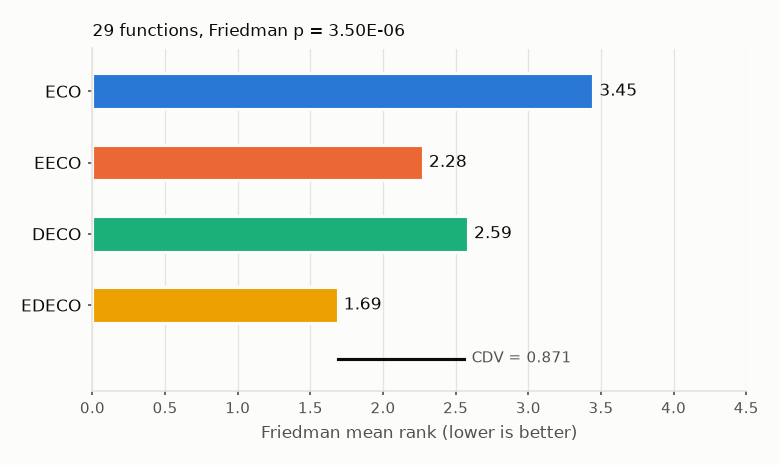 29 functions, Friedman p = 3.50E-06
ECO 3.45
EECO 2.28
DECO 2.59
EDECO 1.69
CDV = 0.871
0.0 0.5 1.0 1.5 2.0 2.5 3.0 3.5 4.0 4.5
Friedman mean rank (lower is better)